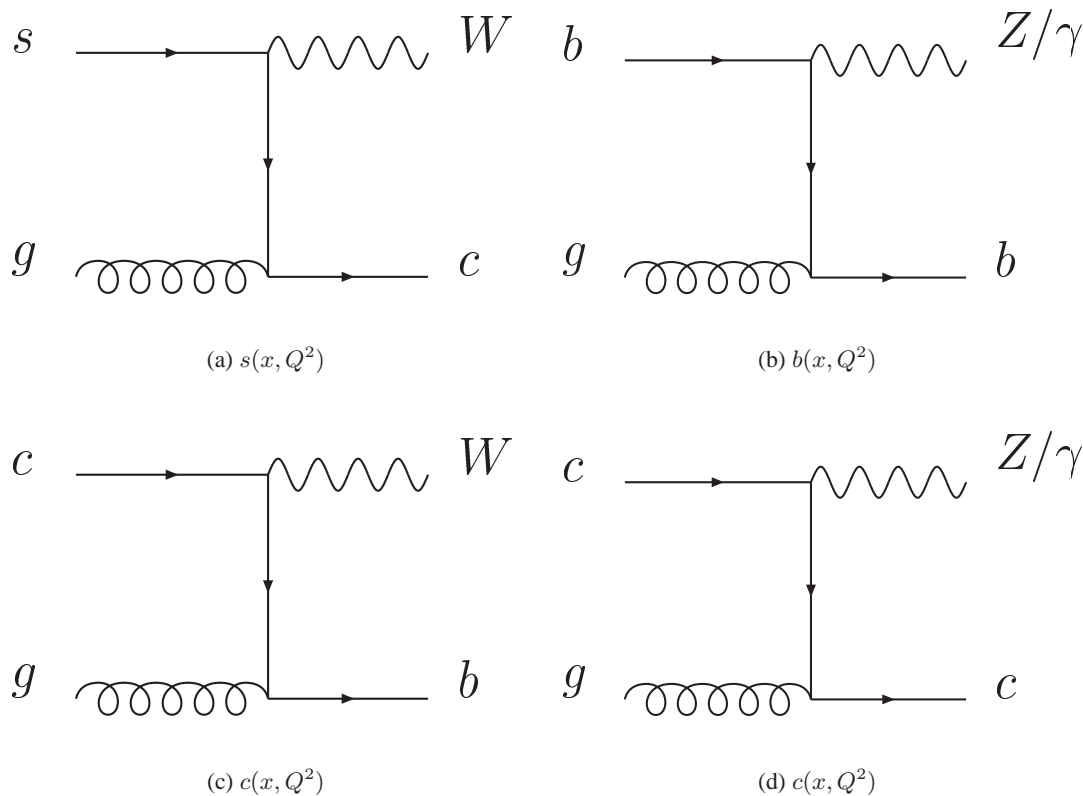 s W
g c
(a) s(x, Q²)
b Z/γ
g b
(b) b(x, Q²)
c W
g b
(c) c(x, Q²)
c Z/γ
g c
(d) c(x, Q²)